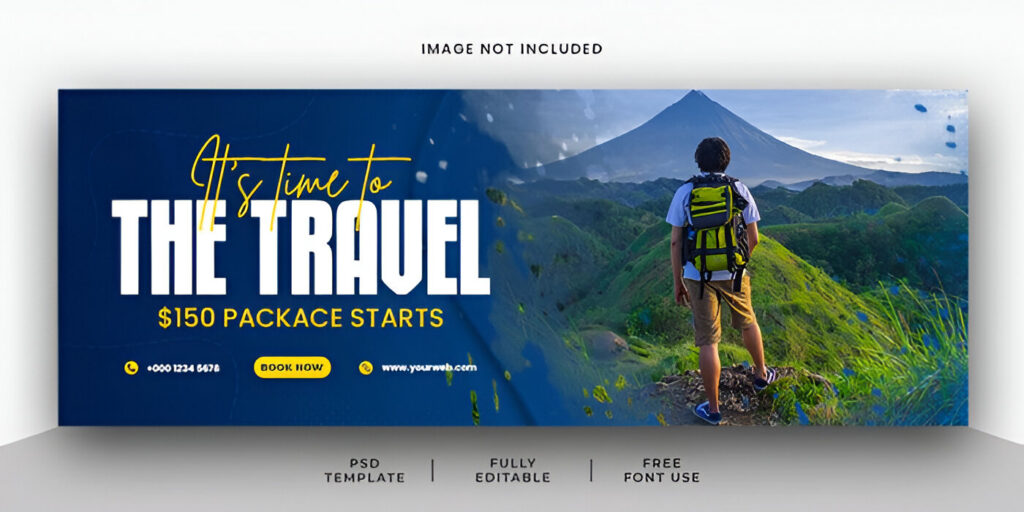 IMAGE NOT INCLUDED
It's time to
THE TRAVEL
$150 PACKACE STARTS
+000 1234 5678
BOOK NOW
www.yourweb.com
PSD
TEMPLATE
FULLY
EDITABLE
FREE
FONT USE